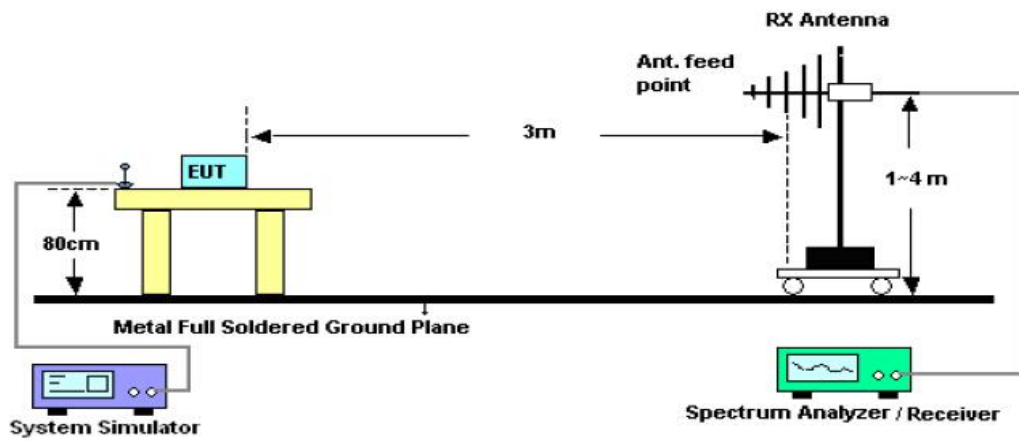 RX Antenna
Ant. feed
point
3m
EUT
1~4 m
80cm
Metal Full Soldered Ground Plane
System Simulator
Spectrum Analyzer / Receiver